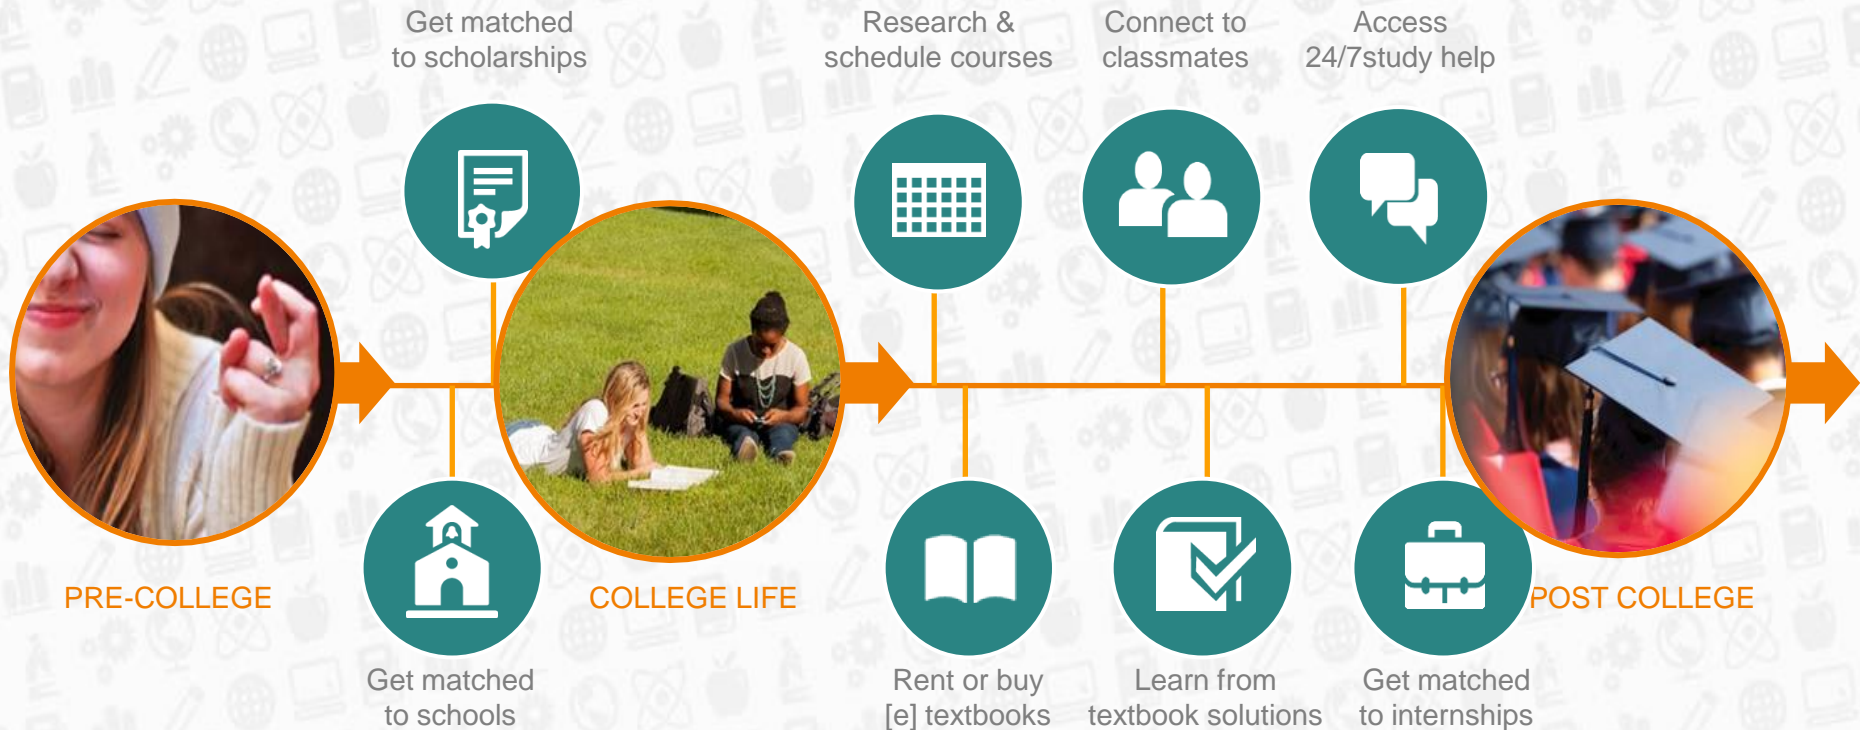 Get matched
to scholarships
Research &
schedule courses
Connect to
classmates
Access
24/7study help
PRE-COLLEGE
COLLEGE LIFE
POST COLLEGE
Get matched
to schools
Rent or buy
[e] textbooks
Learn from
textbook solutions
Get matched
to internships